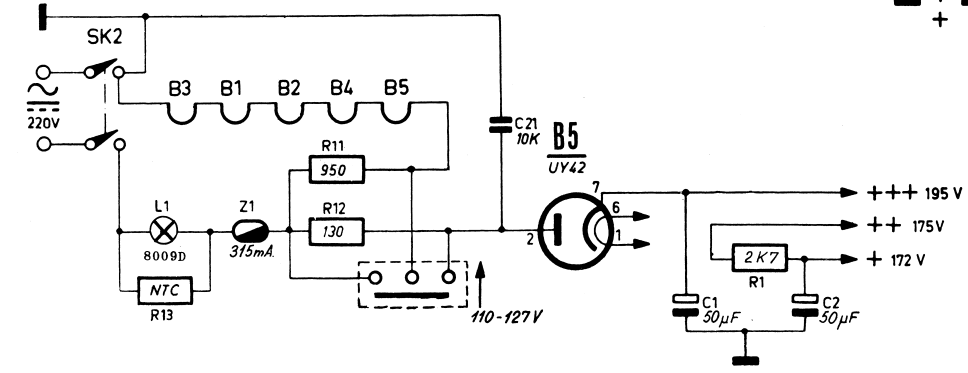 SK2
220V
B3 B1 B2 B4 B5
C21
10K
R11
950
R12
130
L1
8009D
Z1
315mA.
NTC
R13
110-127V
B5
UY42
7
6
1
2
+++ 195 V
++ 175V
+ 172 V
2K7
R1
C1
50µF
C2
50µF
+